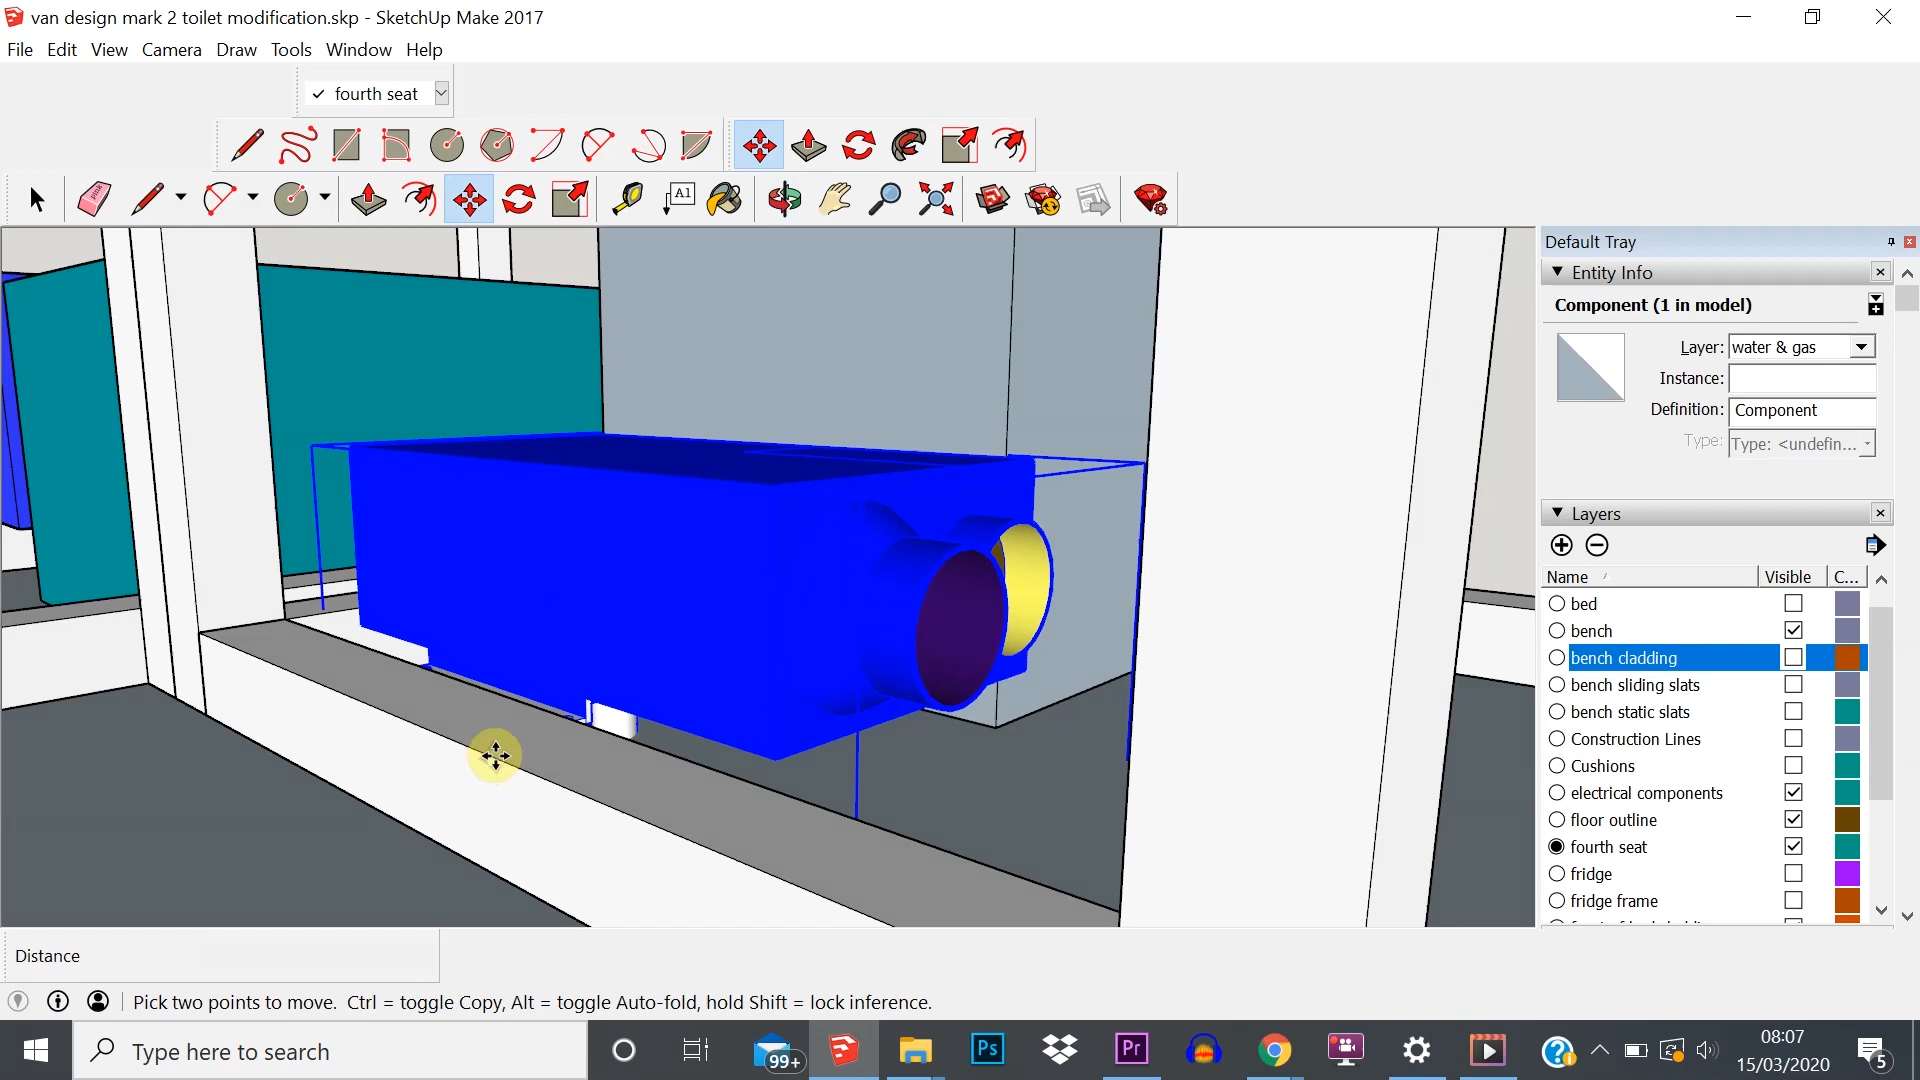 van design mark 2 toilet modification.skp - SketchUp Make 2017
File Edit View Camera Draw Tools Window Help
fourth seat
A1
Default Tray
Entity Info
Component (1 in model)
Layer: water & gas
Instance:
Definition: Component
Type: Type: <undefin...
Layers
Name Visible C...
bed
bench
bench cladding
bench sliding slats
bench static slats
Construction Lines
Cushions
electrical components
floor outline
fourth seat
fridge
fridge frame
Distance
Pick two points to move. Ctrl = toggle Copy, Alt = toggle Auto-fold, hold Shift = lock inference.
Type here to search
99+
Ps
Pr
08:07
15/03/2020
5